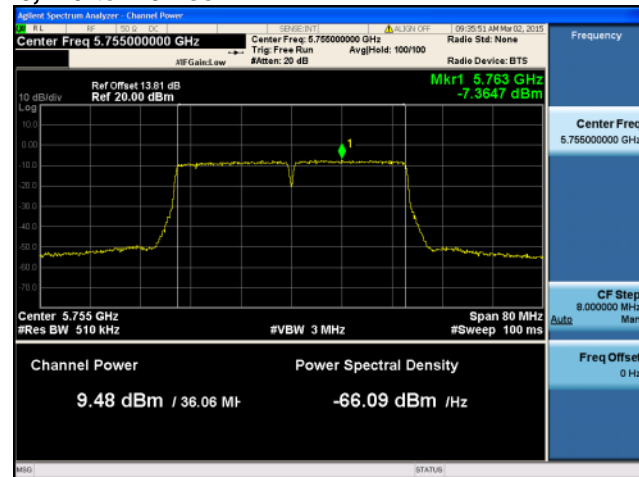 Agilent Spectrum Analyzer - Channel Power
RL RF 50 Ω DC SENSE:INT ALIGN OFF 09:35:51 AM Mar 02, 2015
Center Freq 5.755000000 GHz
Center Freq: 5.755000000 GHz
Radio Std: None
Trig: Free Run Avg|Hold: 100/100
#IFGain:Low #Atten: 20 dB Radio Device: BTS
Frequency
Mkr1 5.763 GHz
-7.3647 dBm
Ref Offset 13.81 dB
10 dB/div Ref 20.00 dBm
Log
10.0
0.00
-10.0
-20.0
-30.0
-40.0
-50.0
-60.0
-70.0
1
Center 5.755 GHz Span 80 MHz
#Res BW 510 kHz #VBW 3 MHz #Sweep 100 ms
Channel Power Power Spectral Density
9.48 dBm / 36.06 MH -66.09 dBm /Hz
Center Freq
5.755000000 GHz
CF Step
8.000000 MHz
Auto Man
Freq Offset
0 Hz
MSG STATUS